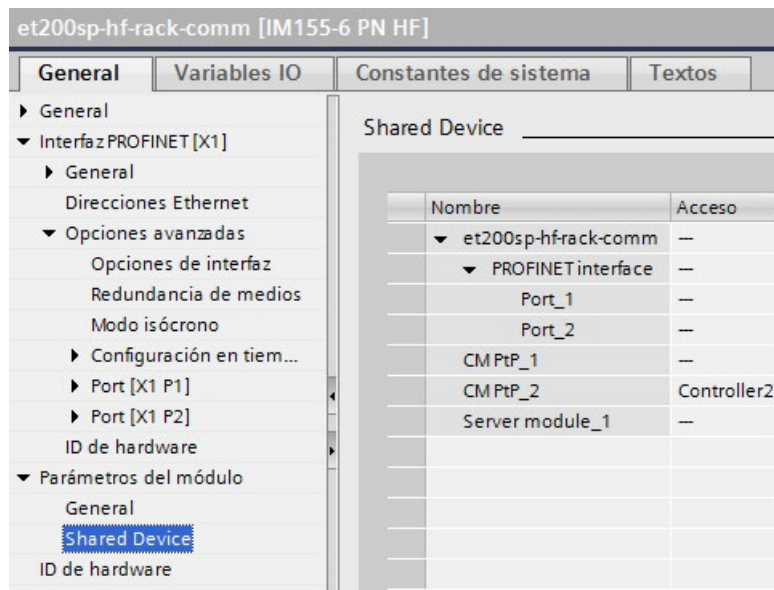 et200sp-hf-rack-comm [IM155-6 PN HF]
General
Variables IO
Constantes de sistema
Textos
General
Interfaz PROFINET [X1]
General
Direcciones Ethernet
Opciones avanzadas
Opciones de interfaz
Redundancia de medios
Modo isócrono
Configuración en tiem...
Port [X1 P1]
Port [X1 P2]
ID de hardware
Parámetros del módulo
General
Shared Device
ID de hardware
Shared Device
Nombre Acceso
et200sp-hf-rack-comm ---
PROFINET interface ---
Port_1 ---
Port_2 ---
CM PtP_1 ---
CM PtP_2 Controller2
Server module_1 ---